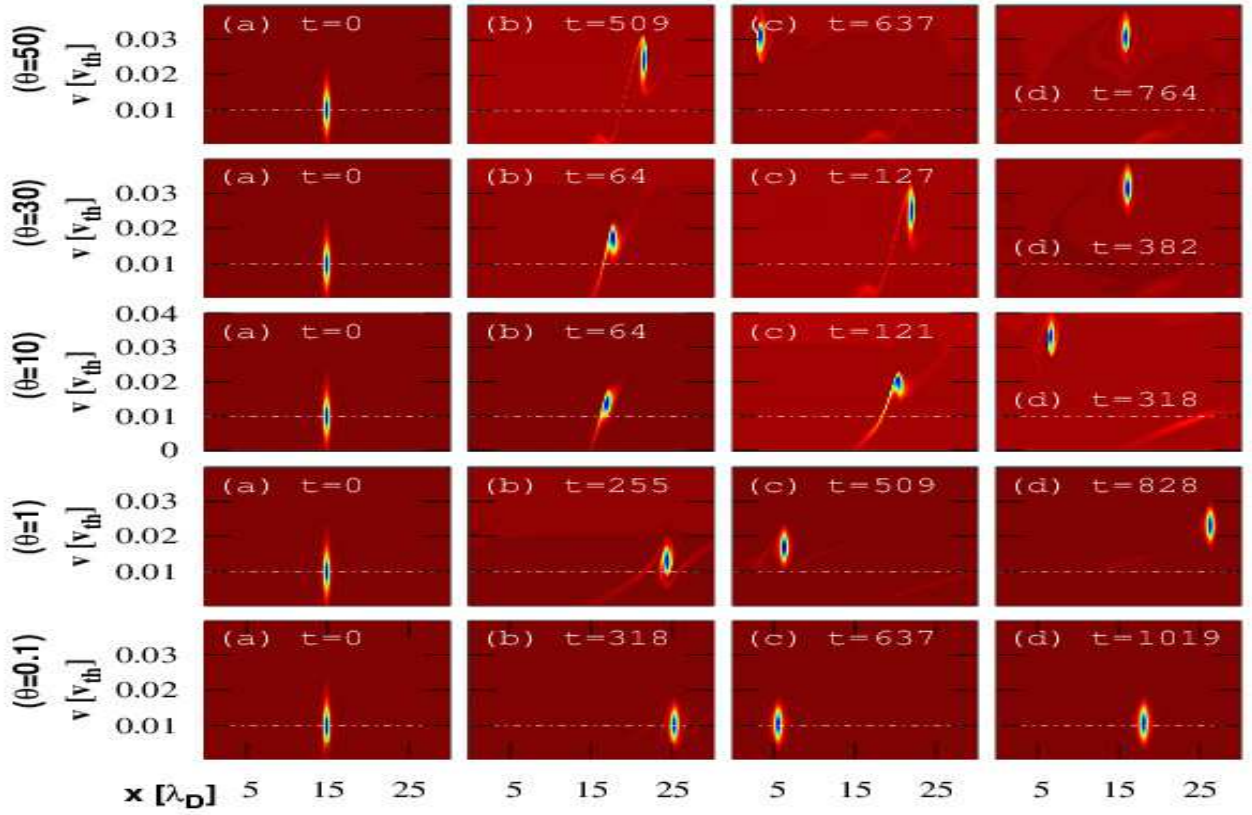 (θ=50)
v [v_th]
0.03
0.02
0.01
(a) t=0
(b) t=509
(c) t=637
(d) t=764
(θ=30)
v [v_th]
0.03
0.02
0.01
(a) t=0
(b) t=64
(c) t=127
(d) t=382
(θ=10)
v [v_th]
0.04
0.03
0.02
0.01
0
(a) t=0
(b) t=64
(c) t=121
(d) t=318
(θ=1)
v [v_th]
0.03
0.02
0.01
(a) t=0
(b) t=255
(c) t=509
(d) t=828
(θ=0.1)
v [v_th]
0.03
0.02
0.01
(a) t=0
(b) t=318
(c) t=637
(d) t=1019
x [λ_D] 5 15 25 5 15 25 5 15 25 5 15 25